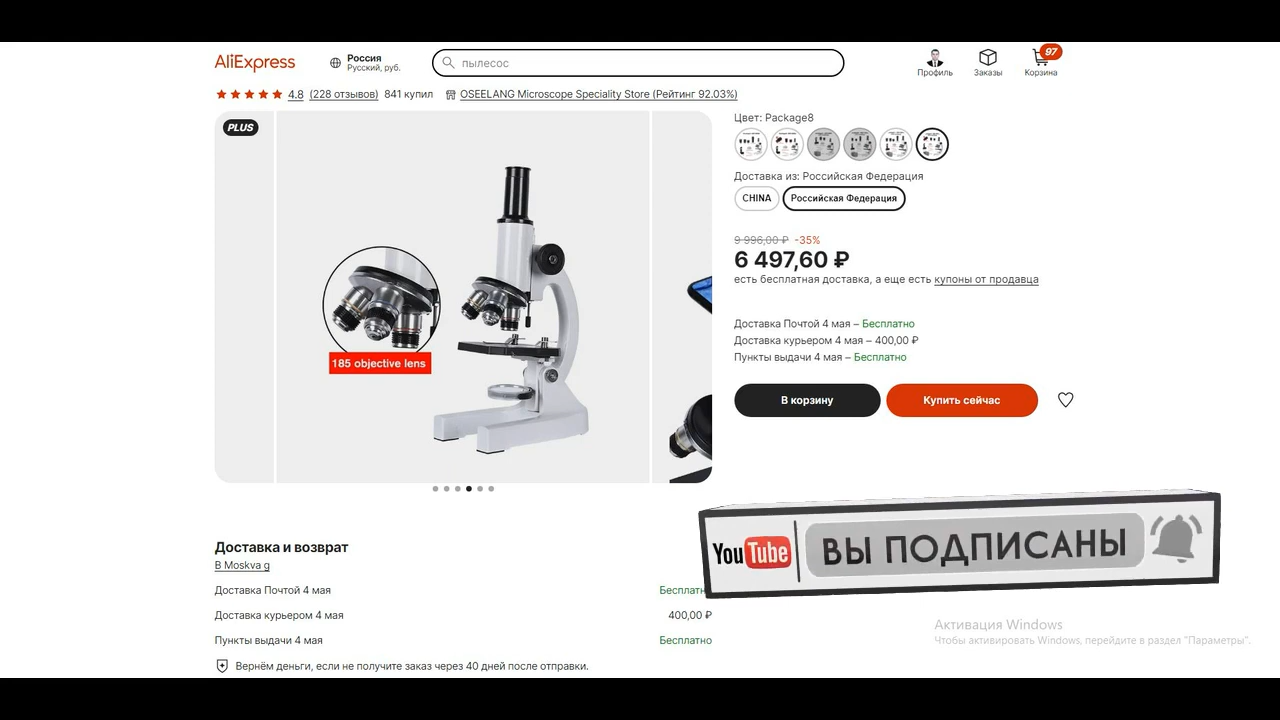 AliExpress
Россия
Русский, руб.
пылесос
97
Профиль
Заказы
Корзина
4.8 (228 отзывов) 841 купил OSEELANG Microscope Speciality Store (Рейтинг 92.03%)
PLUS
185 objective lens
Цвет: Package8
Доставка из: Российская Федерация
CHINA
Российская Федерация
9 996,00 ₽ -35%
6 497,60 ₽
есть бесплатная доставка, а еще есть купоны от продавца
Доставка Почтой 4 мая – Бесплатно
Доставка курьером 4 мая – 400,00 ₽
Пункты выдачи 4 мая – Бесплатно
В корзину
Купить сейчас
Доставка и возврат
В Moskva g
Доставка Почтой 4 мая Бесплатн
Доставка курьером 4 мая 400,00 ₽
Пункты выдачи 4 мая Бесплатно
Вернём деньги, если не получите заказ через 40 дней после отправки.
YouTube ВЫ ПОДПИСАНЫ
Активация Windows
Чтобы активировать Windows, перейдите в раздел "Параметры".